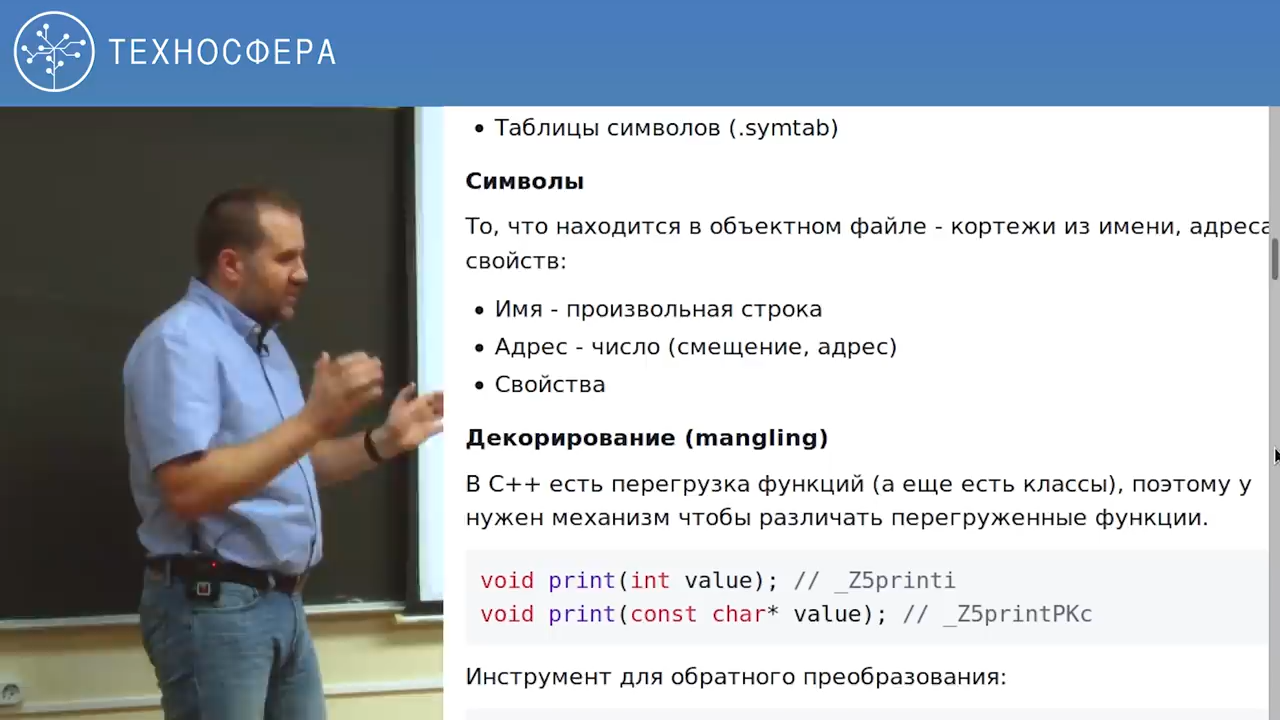 ТЕХНОСФЕРА
• Таблицы символов (.symtab)
Символы
То, что находится в объектном файле - кортежи из имени, адреса
свойств:
• Имя - произвольная строка
• Адрес - число (смещение, адрес)
• Свойства
Декорирование (mangling)
В C++ есть перегрузка функций (а еще есть классы), поэтому у
нужен механизм чтобы различать перегруженные функции.
void print(int value); // _Z5printi
void print(const char* value); // _Z5printPKc
Инструмент для обратного преобразования: